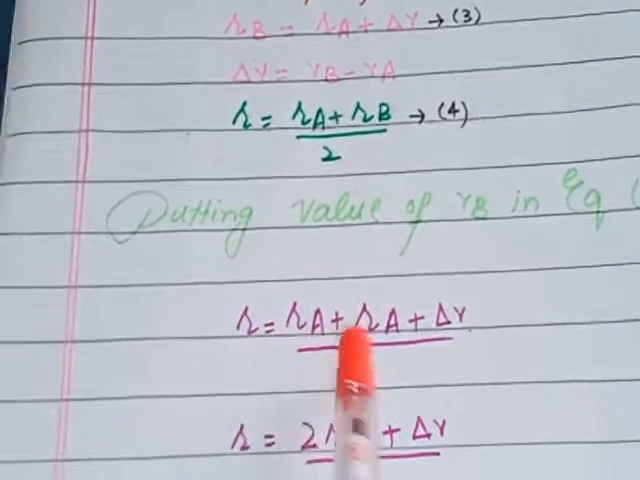 rB = rA + Δr → (3)
Δr = rB - rA
r = rA + rB → (4)
2
Putting value of rB in Eq (
r = rA + rA + Δr
r = 2r + Δr